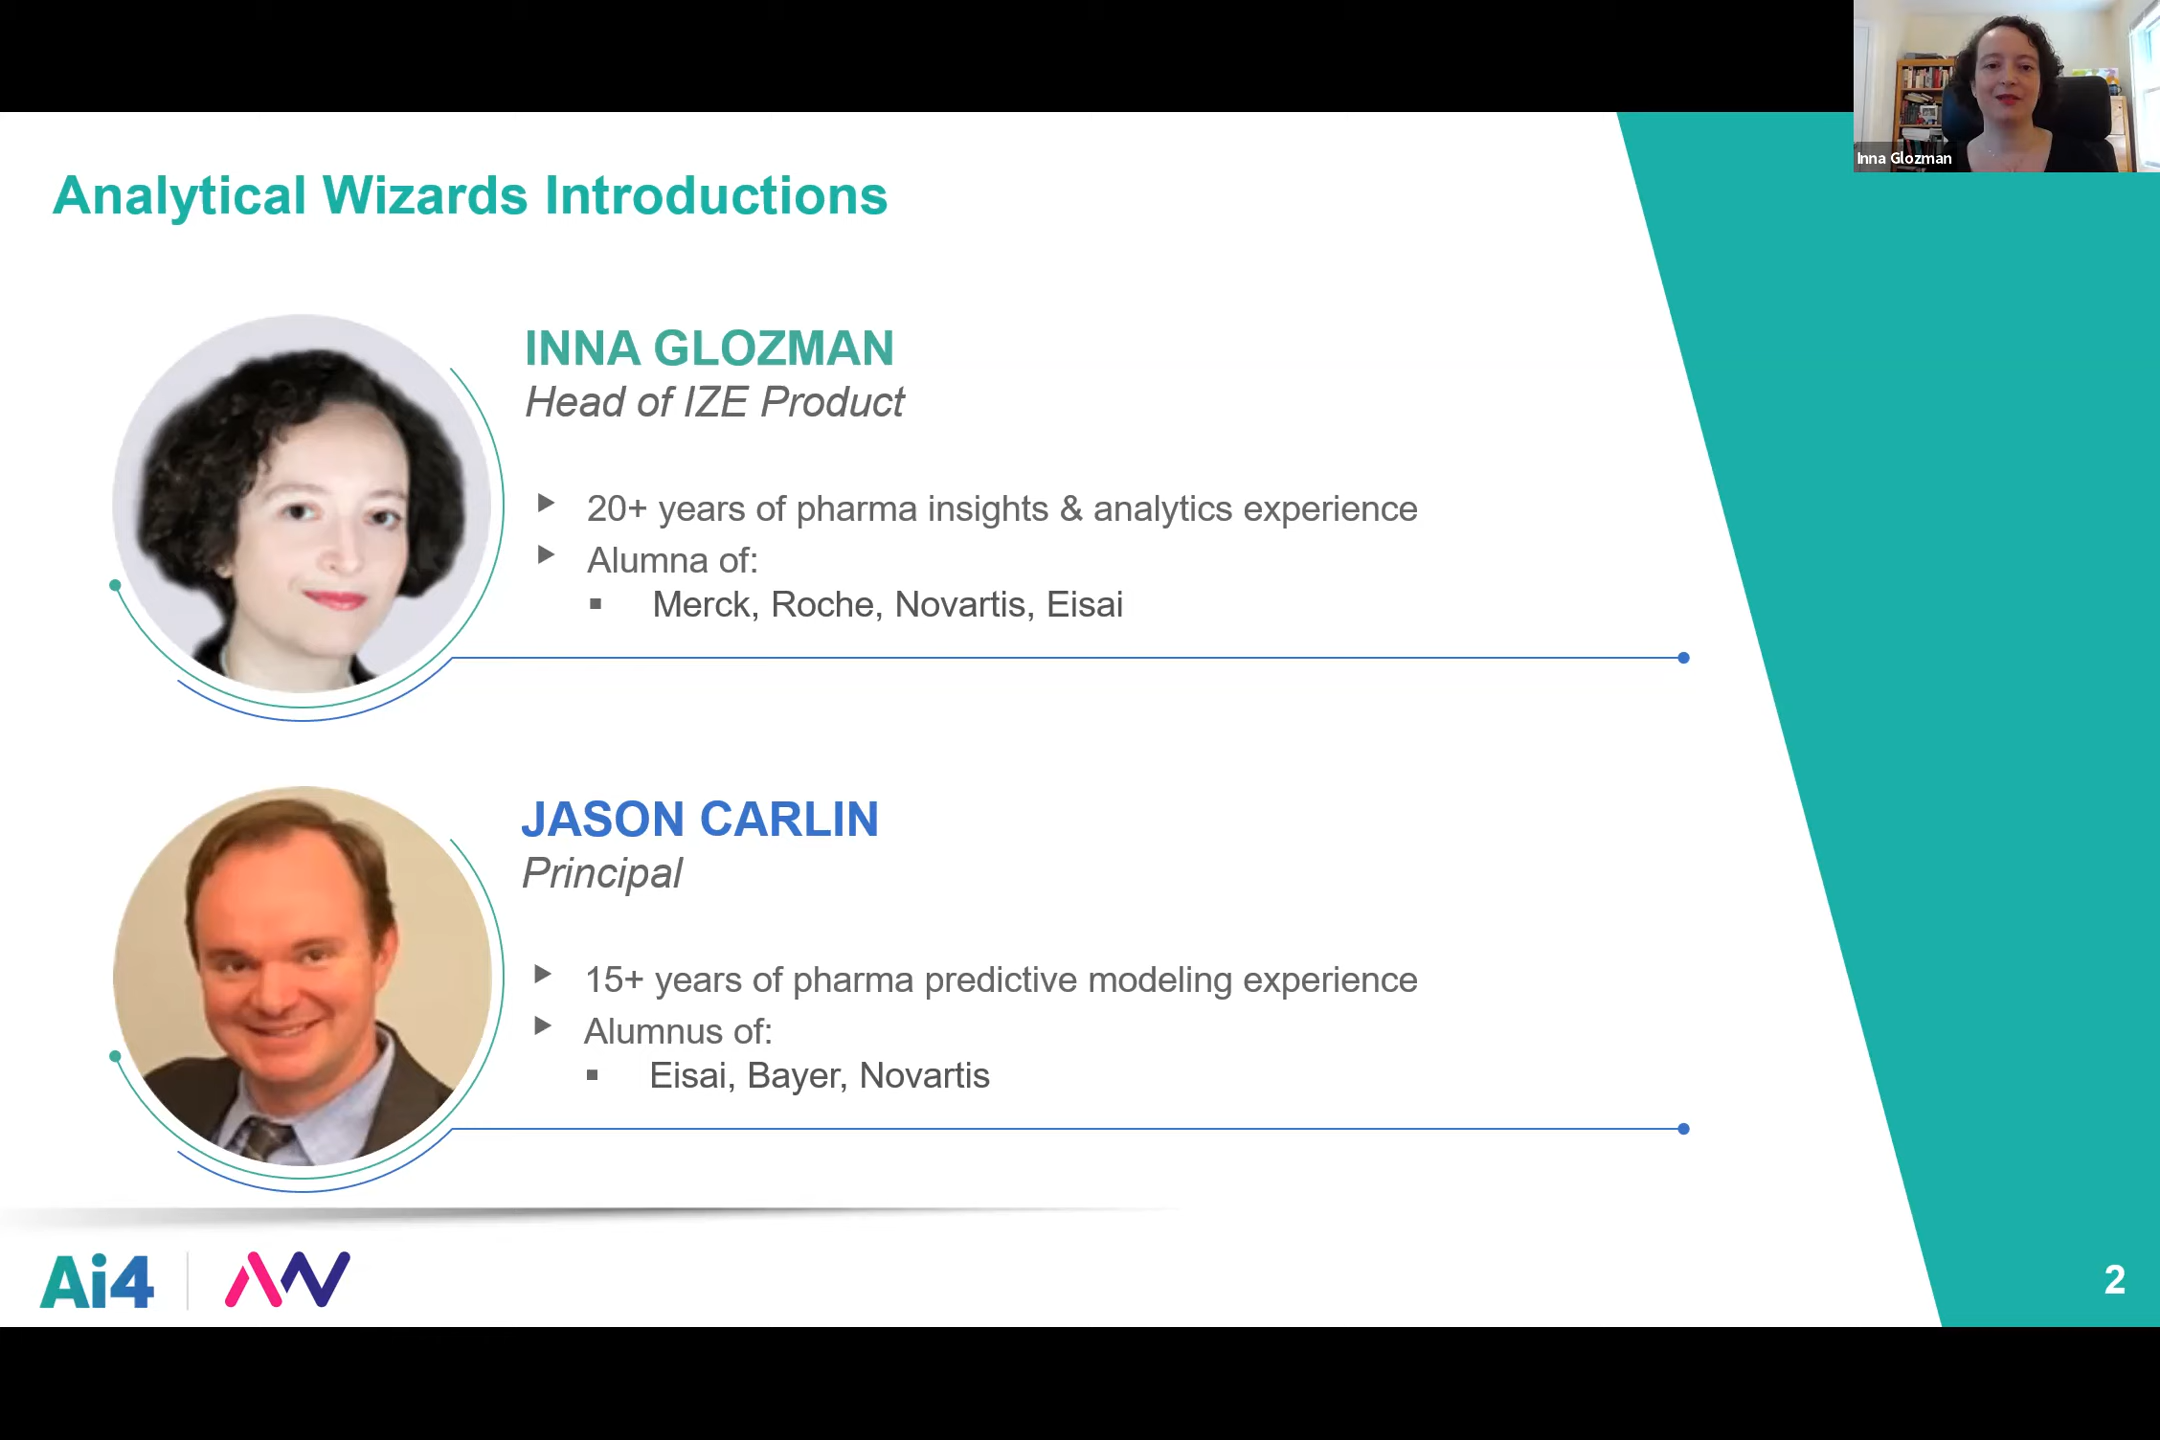 Inna Glozman
Analytical Wizards Introductions
INNA GLOZMAN
Head of IZE Product
20+ years of pharma insights & analytics experience
Alumna of:
Merck, Roche, Novartis, Eisai
JASON CARLIN
Principal
15+ years of pharma predictive modeling experience
Alumnus of:
Eisai, Bayer, Novartis
Ai4
AW
2